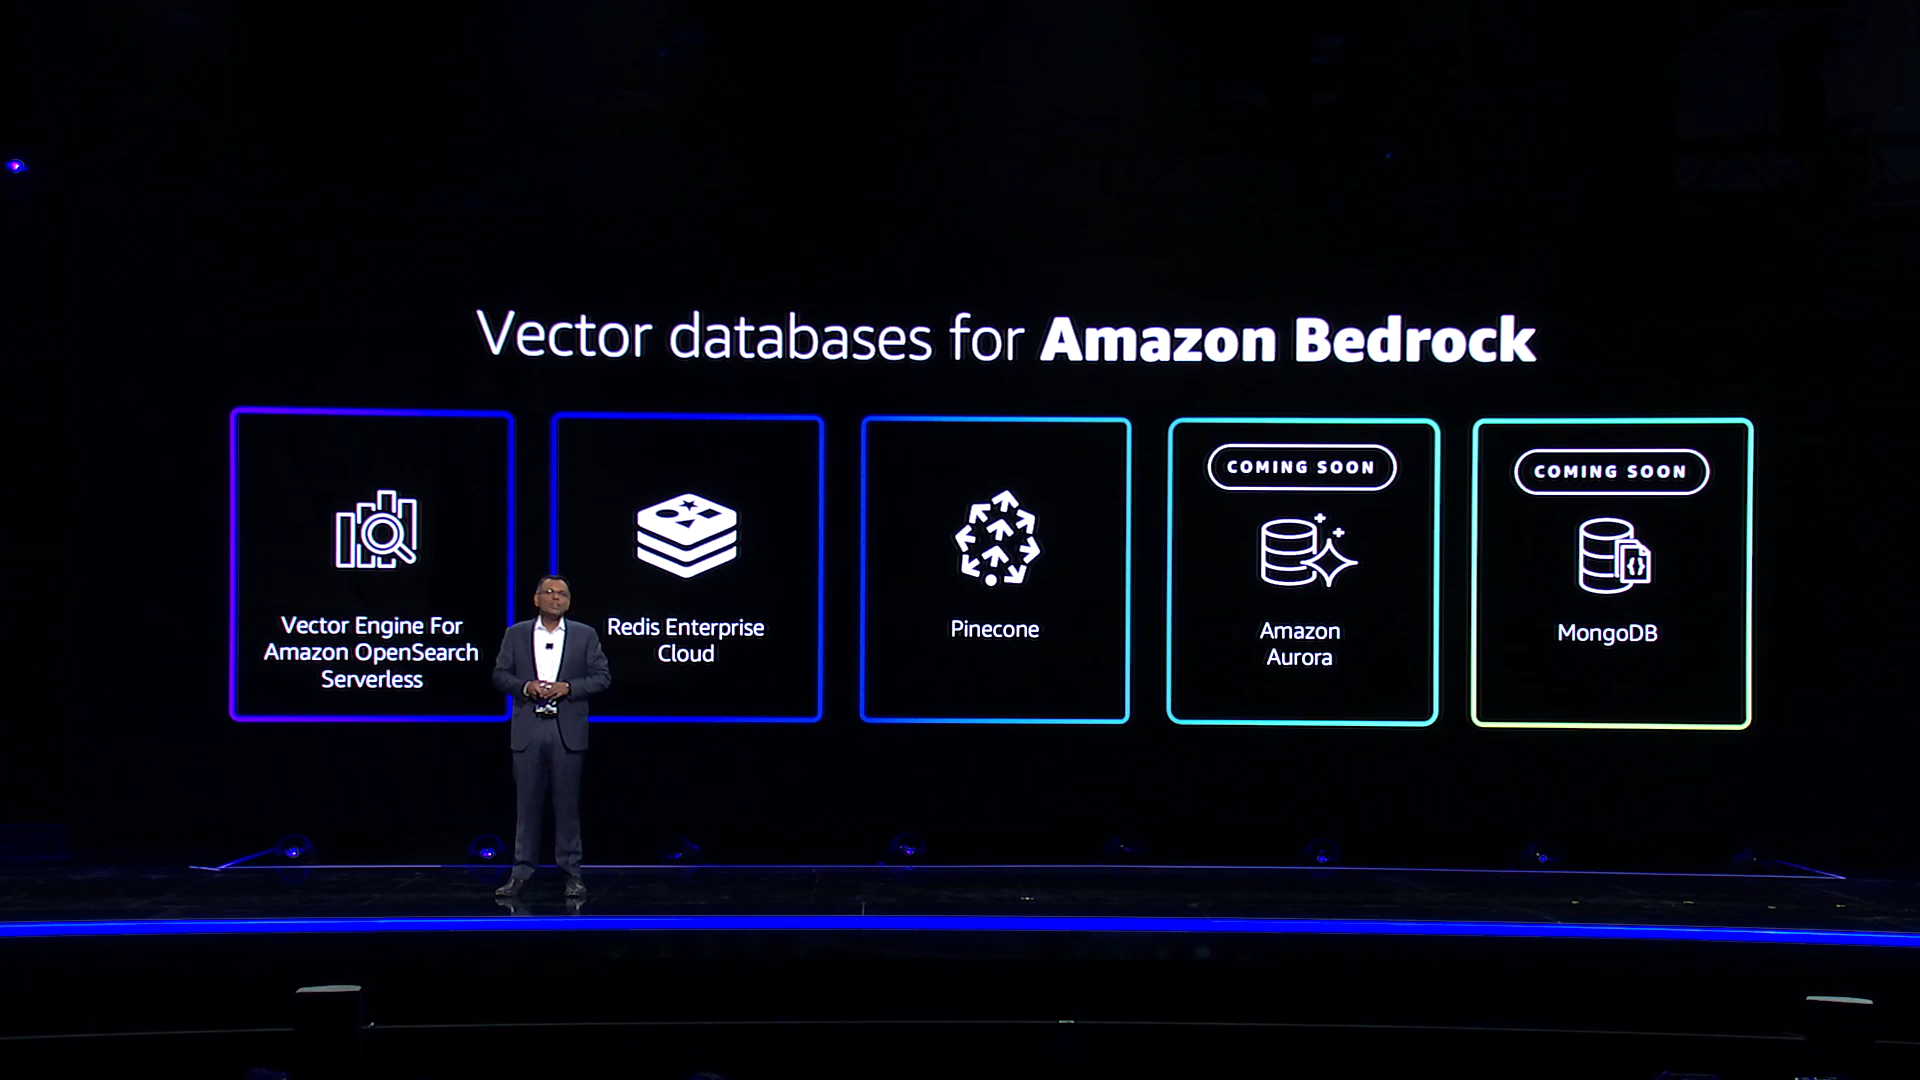 Vector databases for Amazon Bedrock
Vector Engine For
Amazon OpenSearch
Serverless
Redis Enterprise
Cloud
Pinecone
COMING SOON
Amazon
Aurora
COMING SOON
MongoDB